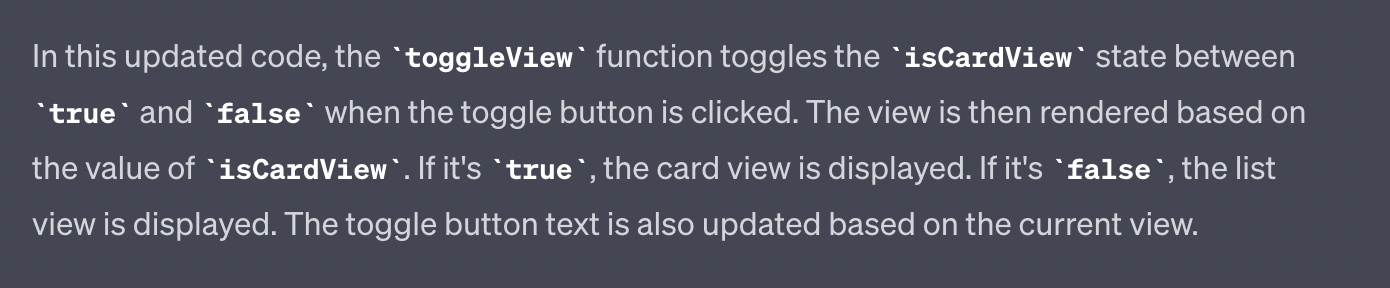 In this updated code, the `toggleView` function toggles the `isCardView` state between
`true` and `false` when the toggle button is clicked. The view is then rendered based on
the value of `isCardView`. If it's `true`, the card view is displayed. If it's `false`, the list
view is displayed. The toggle button text is also updated based on the current view.